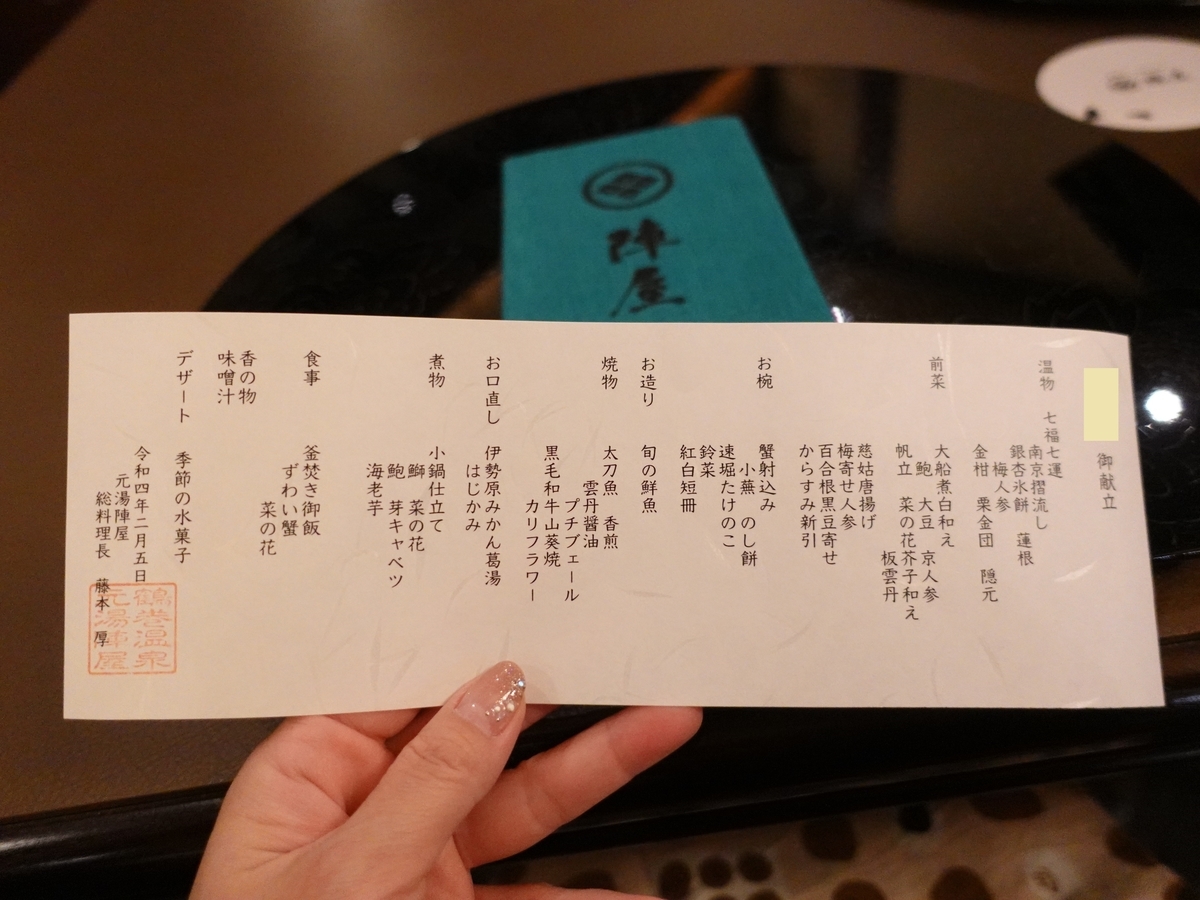 御献立
温物 七福七運
南京摺流し
銀杏氷餅 蓮根
梅人参
金柑 栗金団 隠元
前菜 大船煮白和え
鮑 大豆 京人参
菜の花芥子和え
帆立 板雲丹
慈姑唐揚げ
梅寄せ人参
百合根黒豆寄せ
からすみ新引
お椀 蟹射込み
小蕪 のし餅
速堀たけのこ
鈴菜
紅白短冊
お造り 旬の鮮魚
焼物 太刀魚 香煎
雲丹醤油
プチブェール
黒毛和牛山葵焼
カリフラワー
お口直し 伊勢原みかん葛湯
はじかみ
煮物 小鍋仕立て
鰤 菜の花
鮑 芽キャベツ
海老芋
食事 釜焚き御飯
ずわい蟹
菜の花
香の物
味噌汁
デザート 季節の水菓子
令和四年二月五日
元湯陣屋
総料理長 藤本 厚
鶴巻温泉
元湯陣屋
陣屋